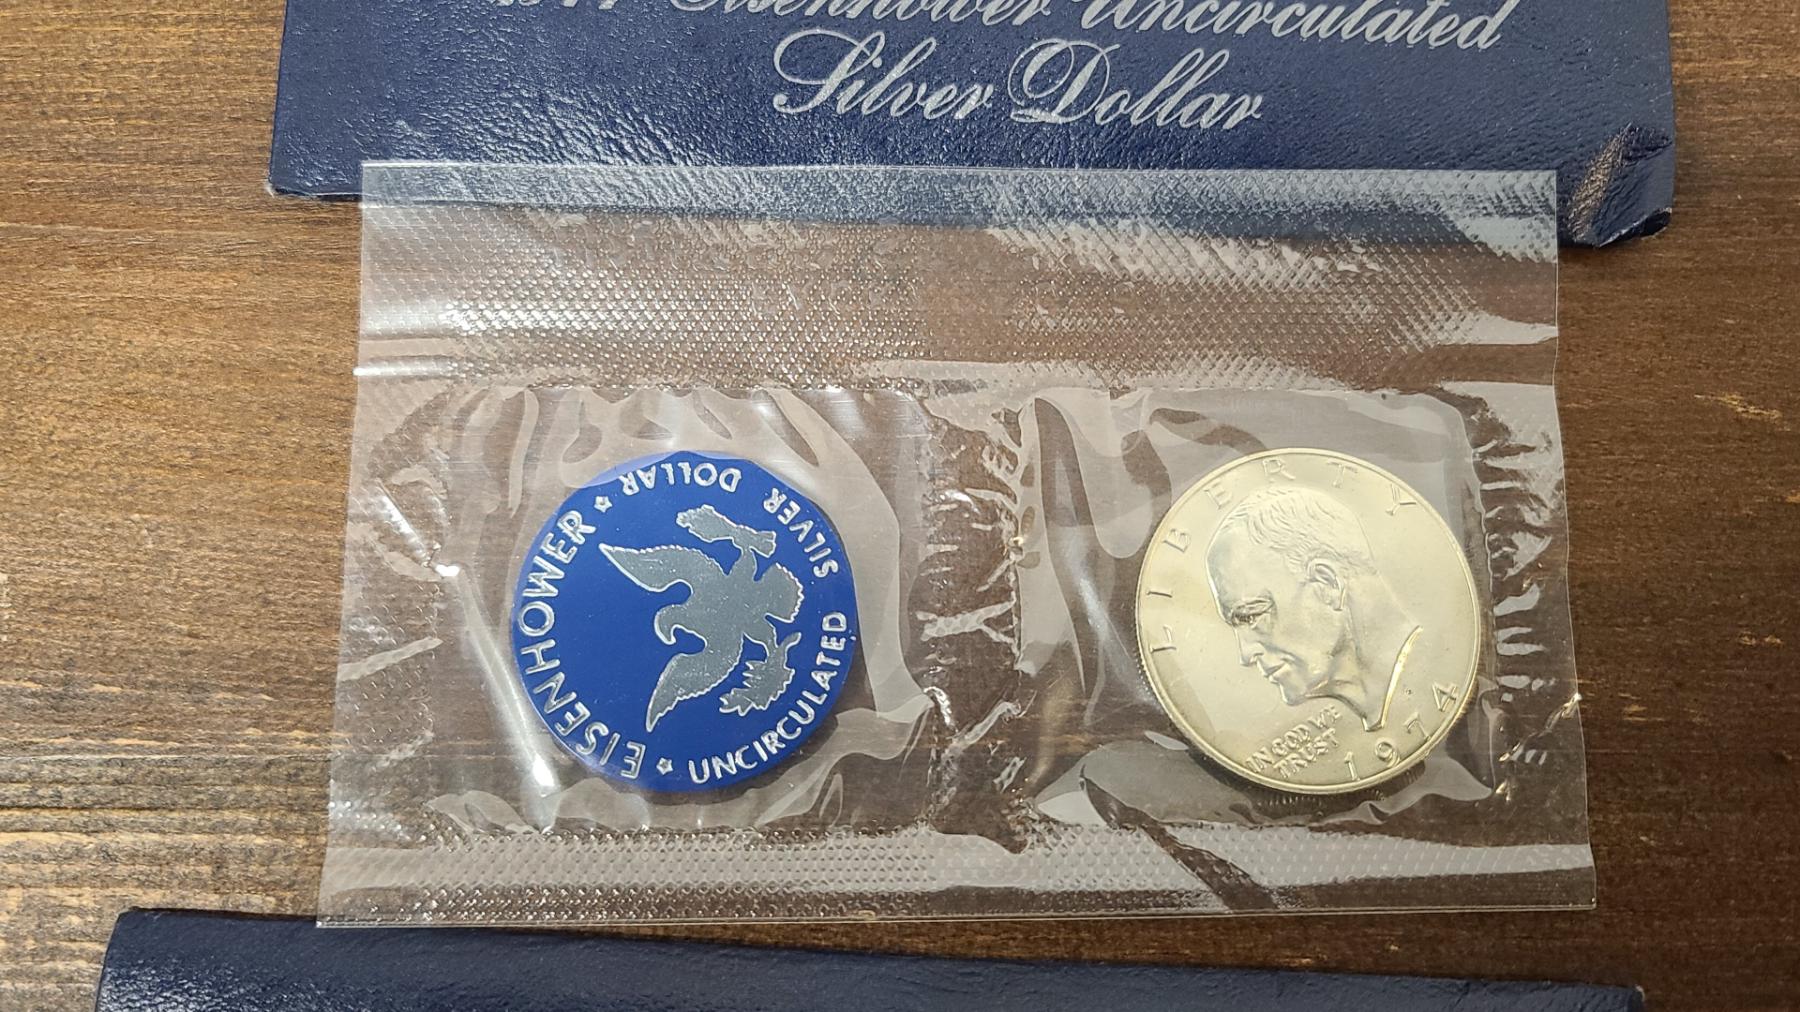 Eisenhower Uncirculated
Silver Dollar
EISENHOWER
SILVER DOLLAR
UNCIRCULATED
LIBERTY
IN GOD WE
TRUST
1974